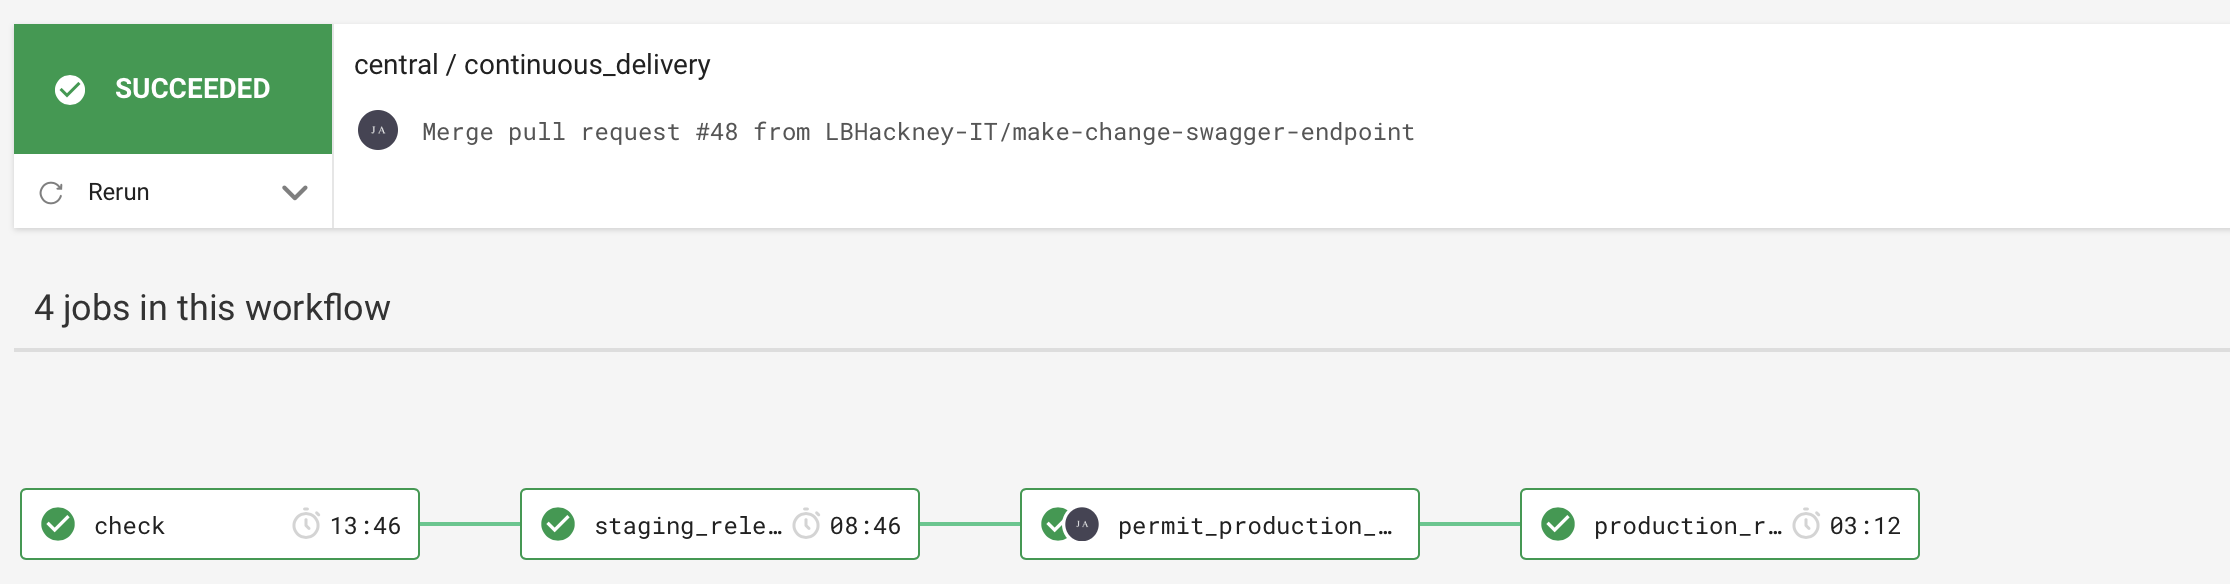 SUCCEEDED
central / continuous_delivery
JA Merge pull request #48 from LBHackney-IT/make-change-swagger-endpoint
Rerun
4 jobs in this workflow
check 13:46
staging_rele… 08:46
JA permit_production_…
production_r… 03:12